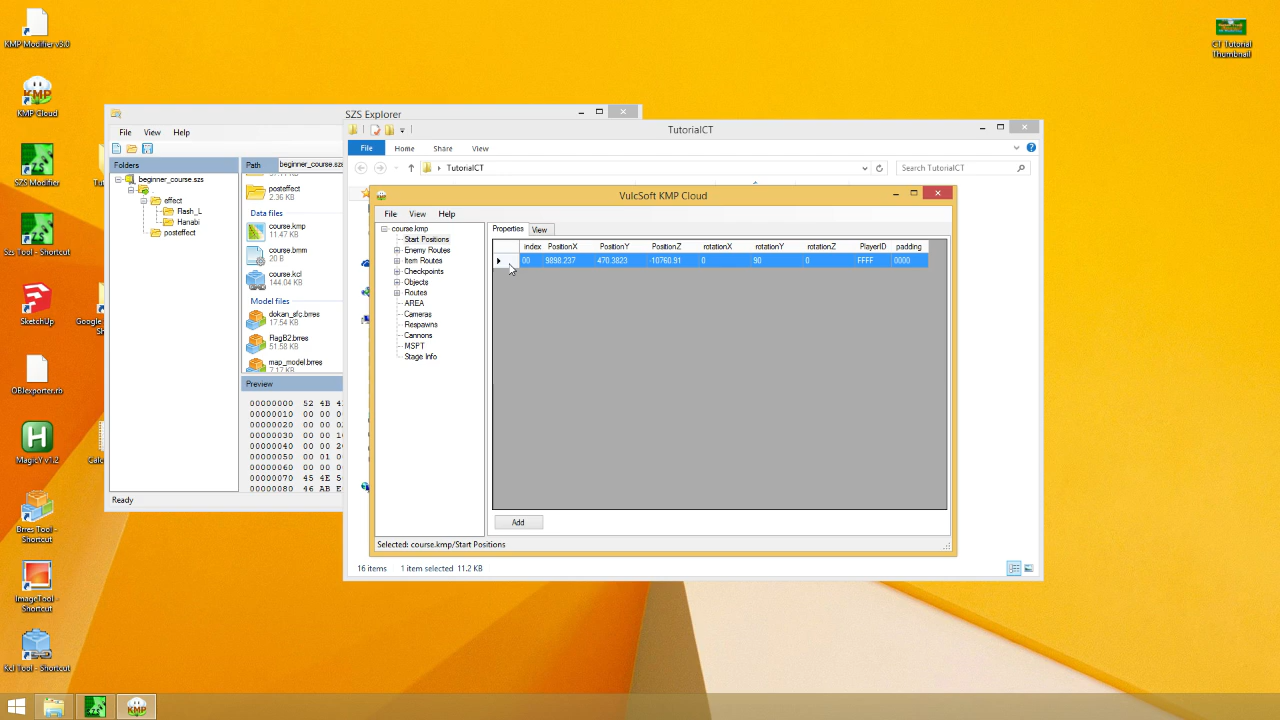 KMP Modifier v3.0
KMP Cloud
SZS Modifier
Szs Tool - Shortcut
SketchUp
OBJexporter.ro
MagicY v1.2
Brres Tool - Shortcut
ImageTool - Shortcut
Kcl Tool - Shortcut
CT Tutorial Thumbnail
SZS Explorer
File View Help
Folders
beginner_course.szs
effect
Flash_L
Hanabi
posteffect
Path beginner_course.szs
posteffect
2.36 KB
Data files
course.kmp
11.47 KB
course.bmm
20 B
course.kcl
144.04 KB
Model files
dokan_sfc.brres
17.54 KB
FlagB2.brres
51.58 KB
map_model.brres
7.17 KB
Preview
00000000 52 4B 4
00000010 00 00 0
00000020 00 00 0
00000030 00 00 1
00000040 00 00 2
00000050 00 01 0
00000060 00 00 0
00000070 45 4E 5
00000080 46 AB E
Ready
TutorialCT
File Home Share View
TutorialCT
Search TutorialCT
16 items 1 item selected 11.2 KB
VulcSoft KMP Cloud
File View Help
course.kmp
Start Positions
Enemy Routes
Item Routes
Checkpoints
Objects
Routes
AREA
Cameras
Respawns
Cannons
MSPT
Stage Info
Properties View
index PositionX PositionY PositionZ rotationX rotationY rotationZ PlayerID padding
00 9898.237 470.3823 -10760.91 0 90 0 FFFF 0000
Add
Selected: course.kmp/Start Positions